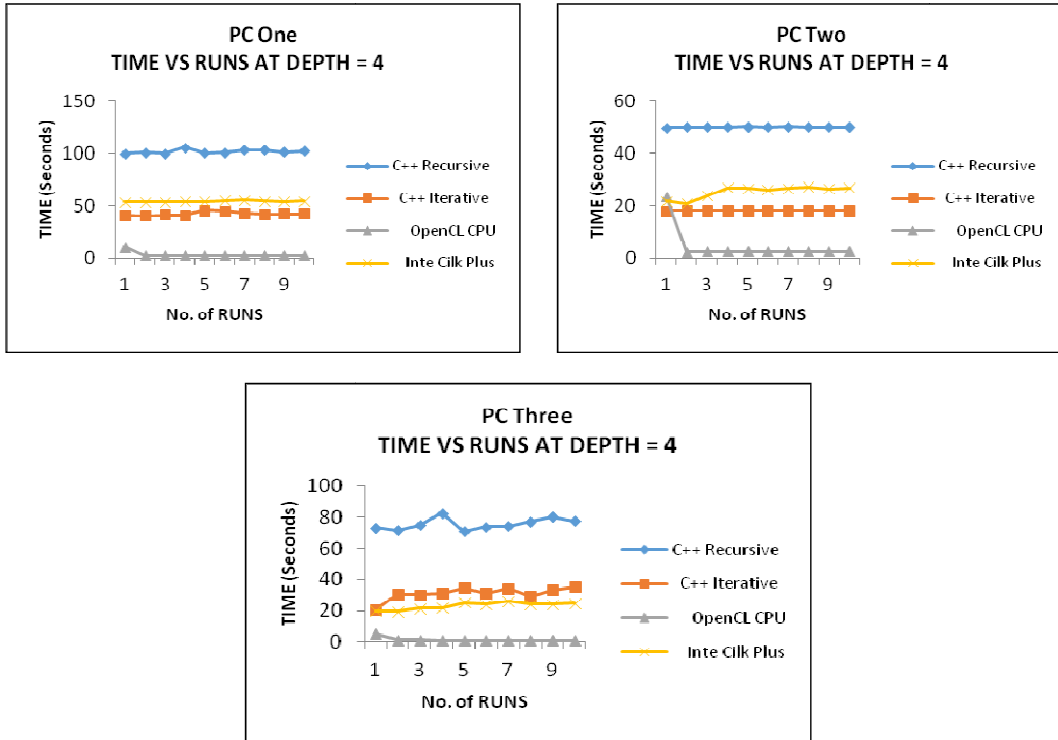 PC One
TIME VS RUNS AT DEPTH = 4
TIME (Seconds)
150
100
50
0
1 3 5 7 9
No. of RUNS
C++ Recursive
C++ Iterative
OpenCL CPU
Inte Cilk Plus
PC Two
TIME VS RUNS AT DEPTH = 4
TIME (Seconds)
60
40
20
0
1 3 5 7 9
No. of RUNS
C++ Recursive
C++ Iterative
OpenCL CPU
Inte Cilk Plus
PC Three
TIME VS RUNS AT DEPTH = 4
TIME (Seconds)
100
80
60
40
20
0
1 3 5 7 9
No. of RUNS
C++ Recursive
C++ Iterative
OpenCL CPU
Inte Cilk Plus